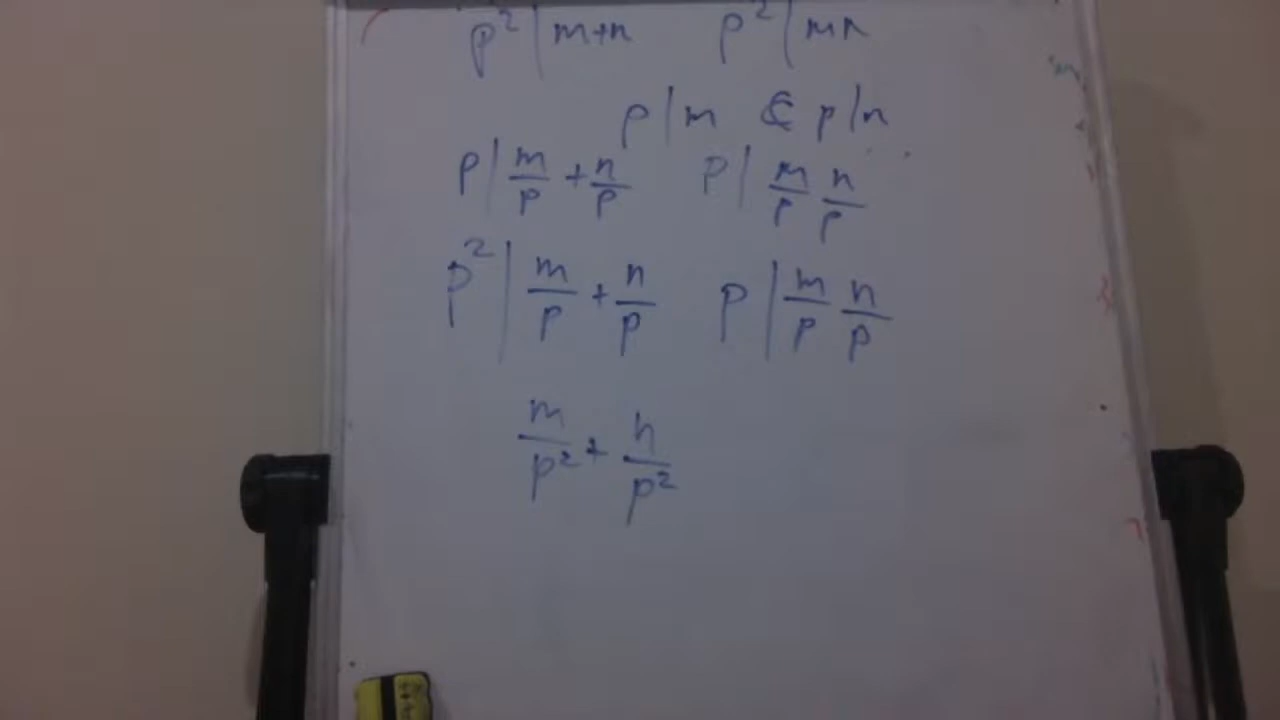 p²|m+n p²|mn
p|m & p|n
p|m/p + n/p p|m/p n/p
p²|m/p + n/p p|m/p n/p
m/p² + n/p²